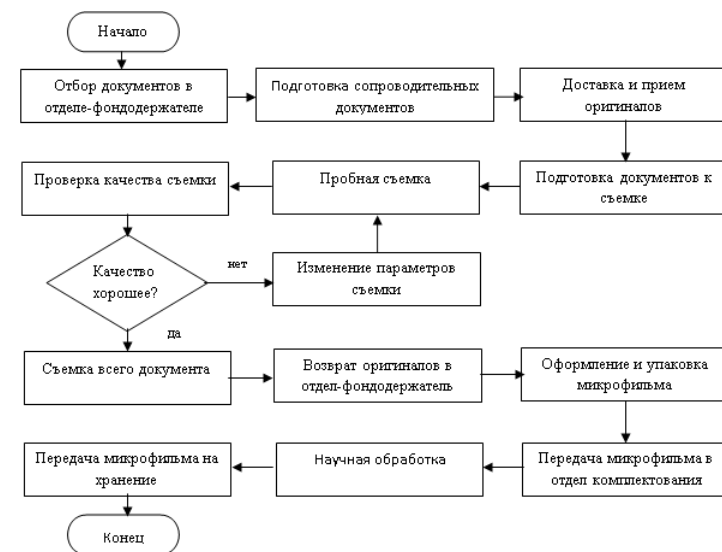 Начало
Отбор документов в
отделе-фондодержателе
Подготовка сопроводительных
документов
Доставка и прием
оригиналов
Подготовка документов к
съемке
Пробная съемка
Проверка качества съемки
Качество
хорошее?
нет
Изменение параметров
съемки
да
Съемка всего документа
Возврат оригиналов в
отдел-фондодержатель
Оформление и упаковка
микрофильма
Передача микрофильма в
отдел комплектования
Научная обработка
Передача микрофильма на
хранение
Конец